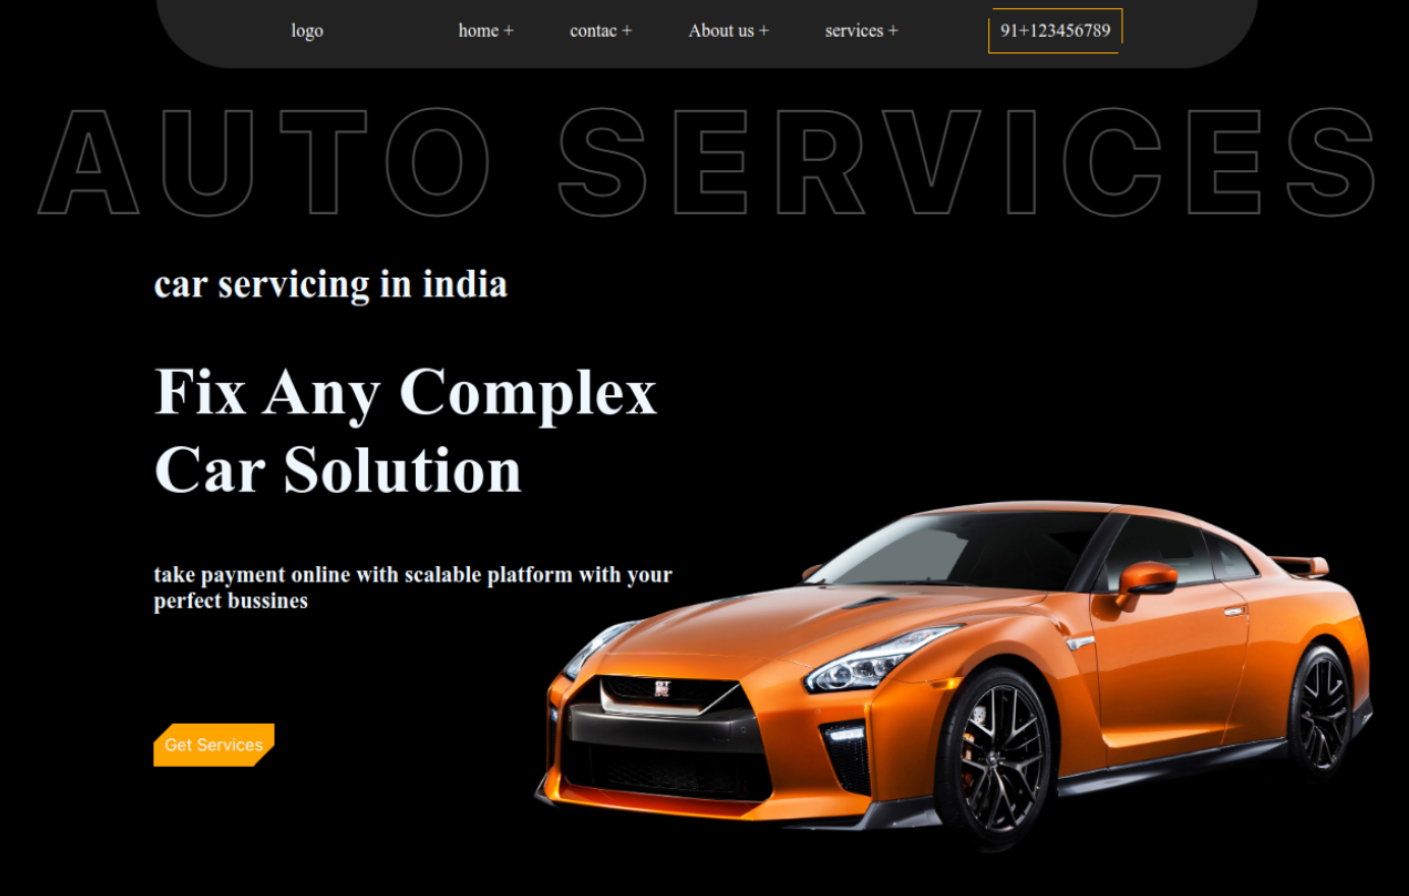 logo
home +
contac +
About us +
services +
91+123456789
AUTO SERVICES
car servicing in india
Fix Any Complex
Car Solution
take payment online with scalable platform with your
perfect bussines
Get Services
GT
R